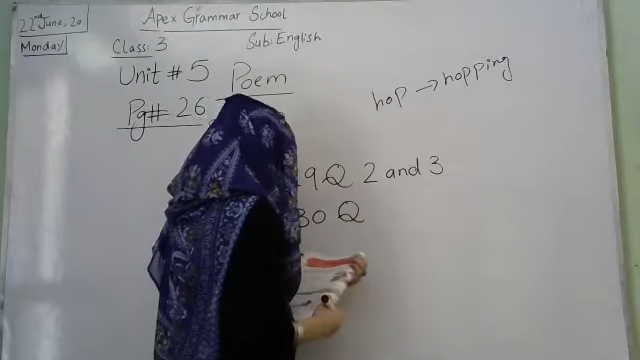 22nd June, 20
Monday
Apex Grammar School
Class: 3
Sub: English
Unit # 5 Poem
Pg# 26
hop → hopping
9 Q 2 and 3
30 Q